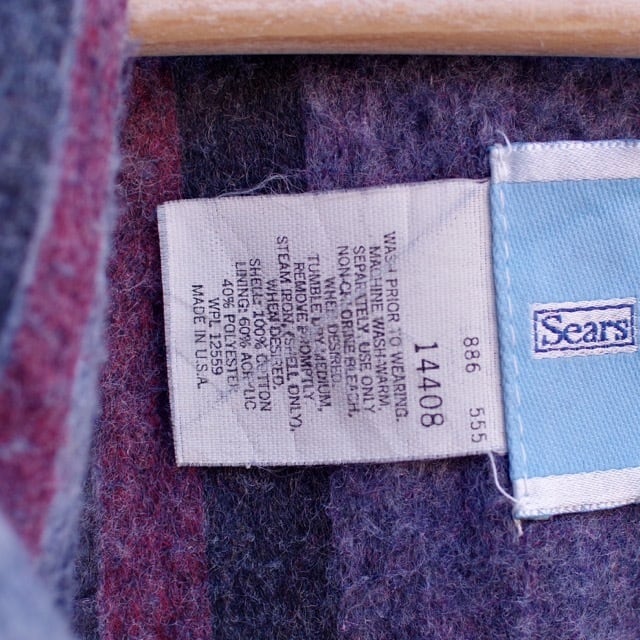 886 555
14408
WASH PRIOR TO WEARING.
MACHINE WASH WARM,
SEPARATELY USE ONLY
NON-CHLORINE BLEACH
WHEN DESIRED.
TUMBLE DRY MEDIUM,
REMOVE PROMPTLY
STEAM IRON (SHELL ONLY),
WHEN DESIRED.
SHELL: 100% COTTON
LINING: 60% ACRYLIC
40% POLYESTER
WPL 12559
MADE IN U.S.A.
Sears